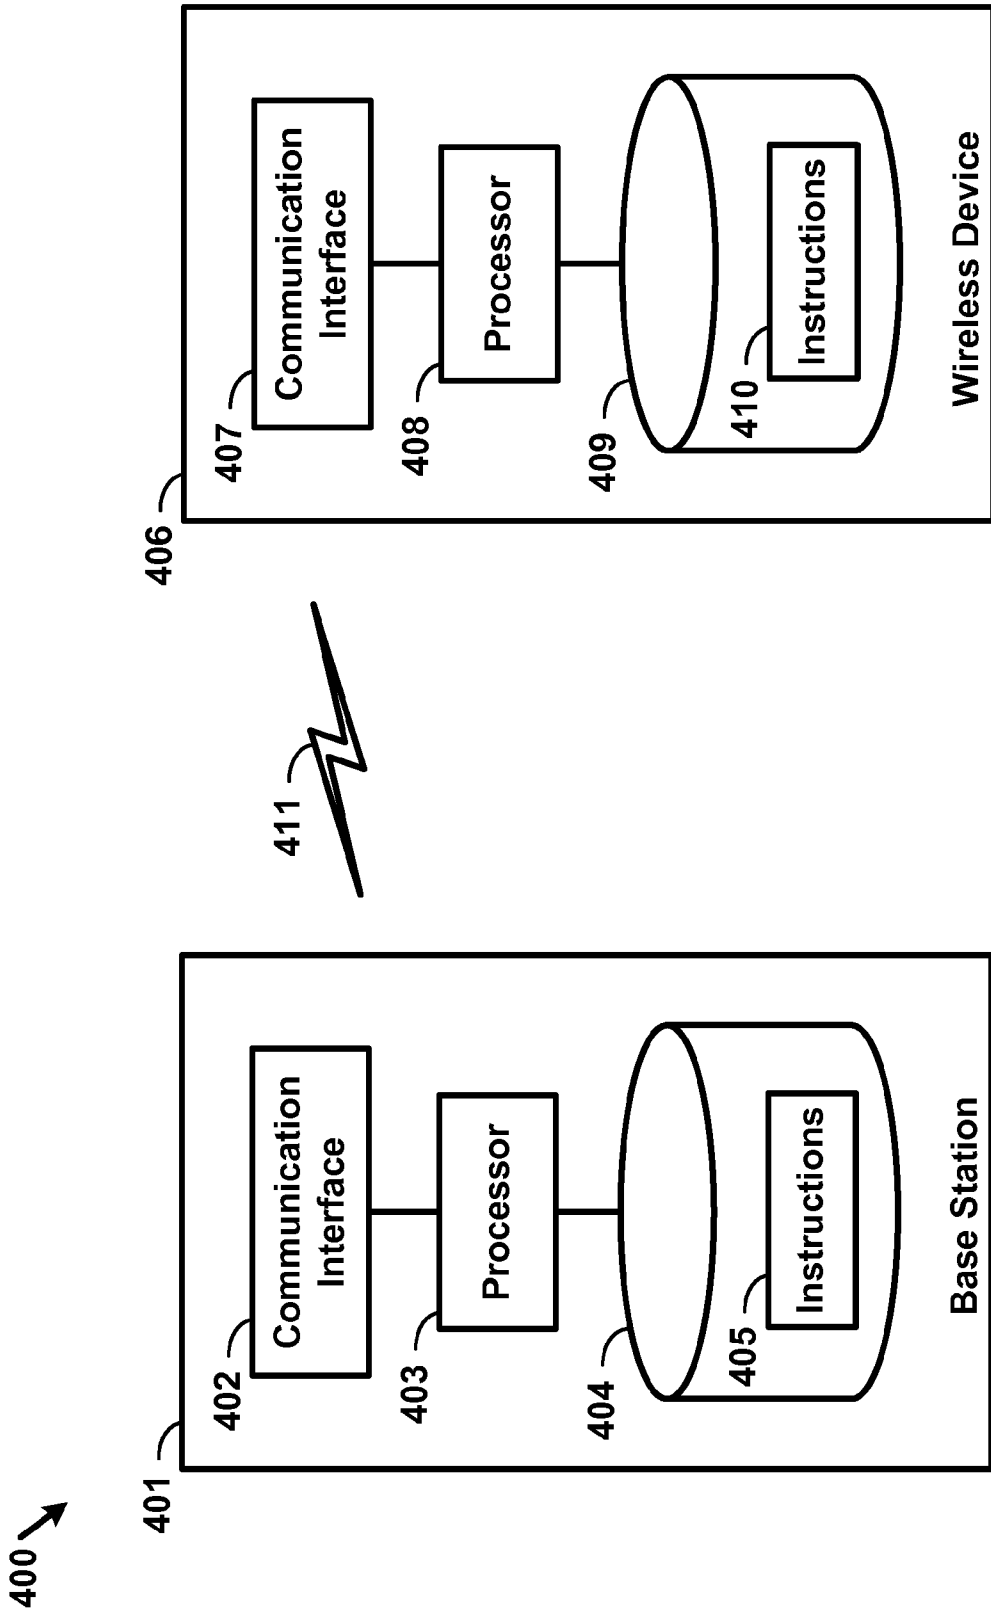 400
401
402
Communication
Interface
403
Processor
404
405
Instructions
Base Station
411
406
407
Communication
Interface
408
Processor
409
410
Instructions
Wireless Device